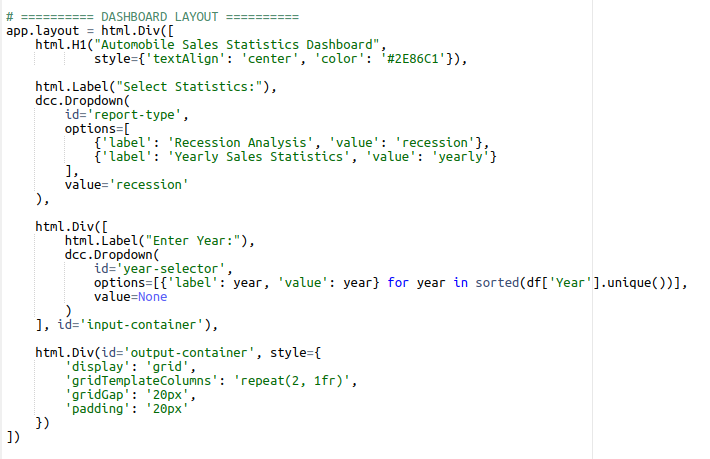 # ========== DASHBOARD LAYOUT ==========
app.layout = html.Div([
    html.H1("Automobile Sales Statistics Dashboard",
            style={'textAlign': 'center', 'color': '#2E86C1'}),
    html.Label("Select Statistics:"),
    dcc.Dropdown(
        id='report-type',
        options=[
            {'label': 'Recession Analysis', 'value': 'recession'},
            {'label': 'Yearly Sales Statistics', 'value': 'yearly'}
        ],
        value='recession'
    ),
    html.Div([
        html.Label("Enter Year:"),
        dcc.Dropdown(
            id='year-selector',
            options=[{'label': year, 'value': year} for year in sorted(df['Year'].unique())],
            value=None
        )
    ], id='input-container'),
    html.Div(id='output-container', style={
        'display': 'grid',
        'gridTemplateColumns': 'repeat(2, 1fr)',
        'gridGap': '20px',
        'padding': '20px'
    })
])